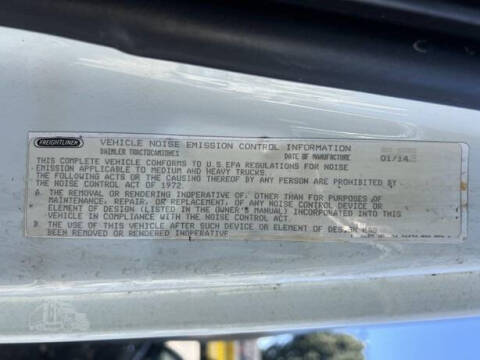 FREIGHTLINER
VEHICLE NOISE EMISSION CONTROL INFORMATION
DAIMLER TRUCTOCAMIONES DATE OF MANUFACTURE 01/14
THIS COMPLETE VEHICLE CONFORMS TO U.S EPA REGULATIONS FOR NOISE
EMISSION APPLICABLE TO MEDIUM AND HEAVY TRUCKS.
THE FOLLOWING ACTS OR THE CAUSING THEREOF BY ANY PERSON ARE PROHIBITED BY
THE NOISE CONTROL ACT OF 1972.
A REMOVAL OR RENDERING INOPERATIVE OF, OTHER THAN FOR PURPOSES OF
MAINTENANCE, REPAIR, OR REPLACEMENT, OF ANY NOISE CONTROL DEVICE OR
ELEMENT OF DESIGN (LISTED IN THE OWNER'S MANUAL) INCORPORATED INTO THIS
VEHICLE IN COMPLIANCE WITH THE NOISE CONTROL ACT.
B THE USE OF THIS VEHICLE AFTER SUCH DEVICE OR ELEMENT OF DESIGN HAS
BEEN REMOVED OR RENDERED INOPERATIVE